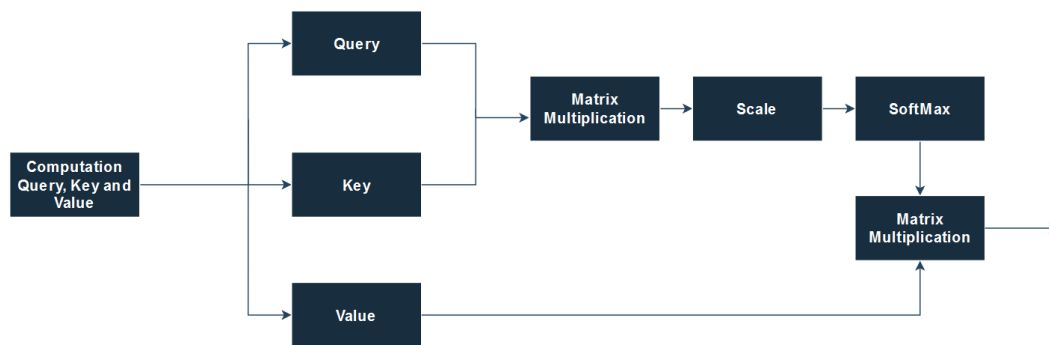 Query
Matrix
Multiplication
Scale
SoftMax
Computation
Query, Key and
Value
Key
Matrix
Multiplication
Value